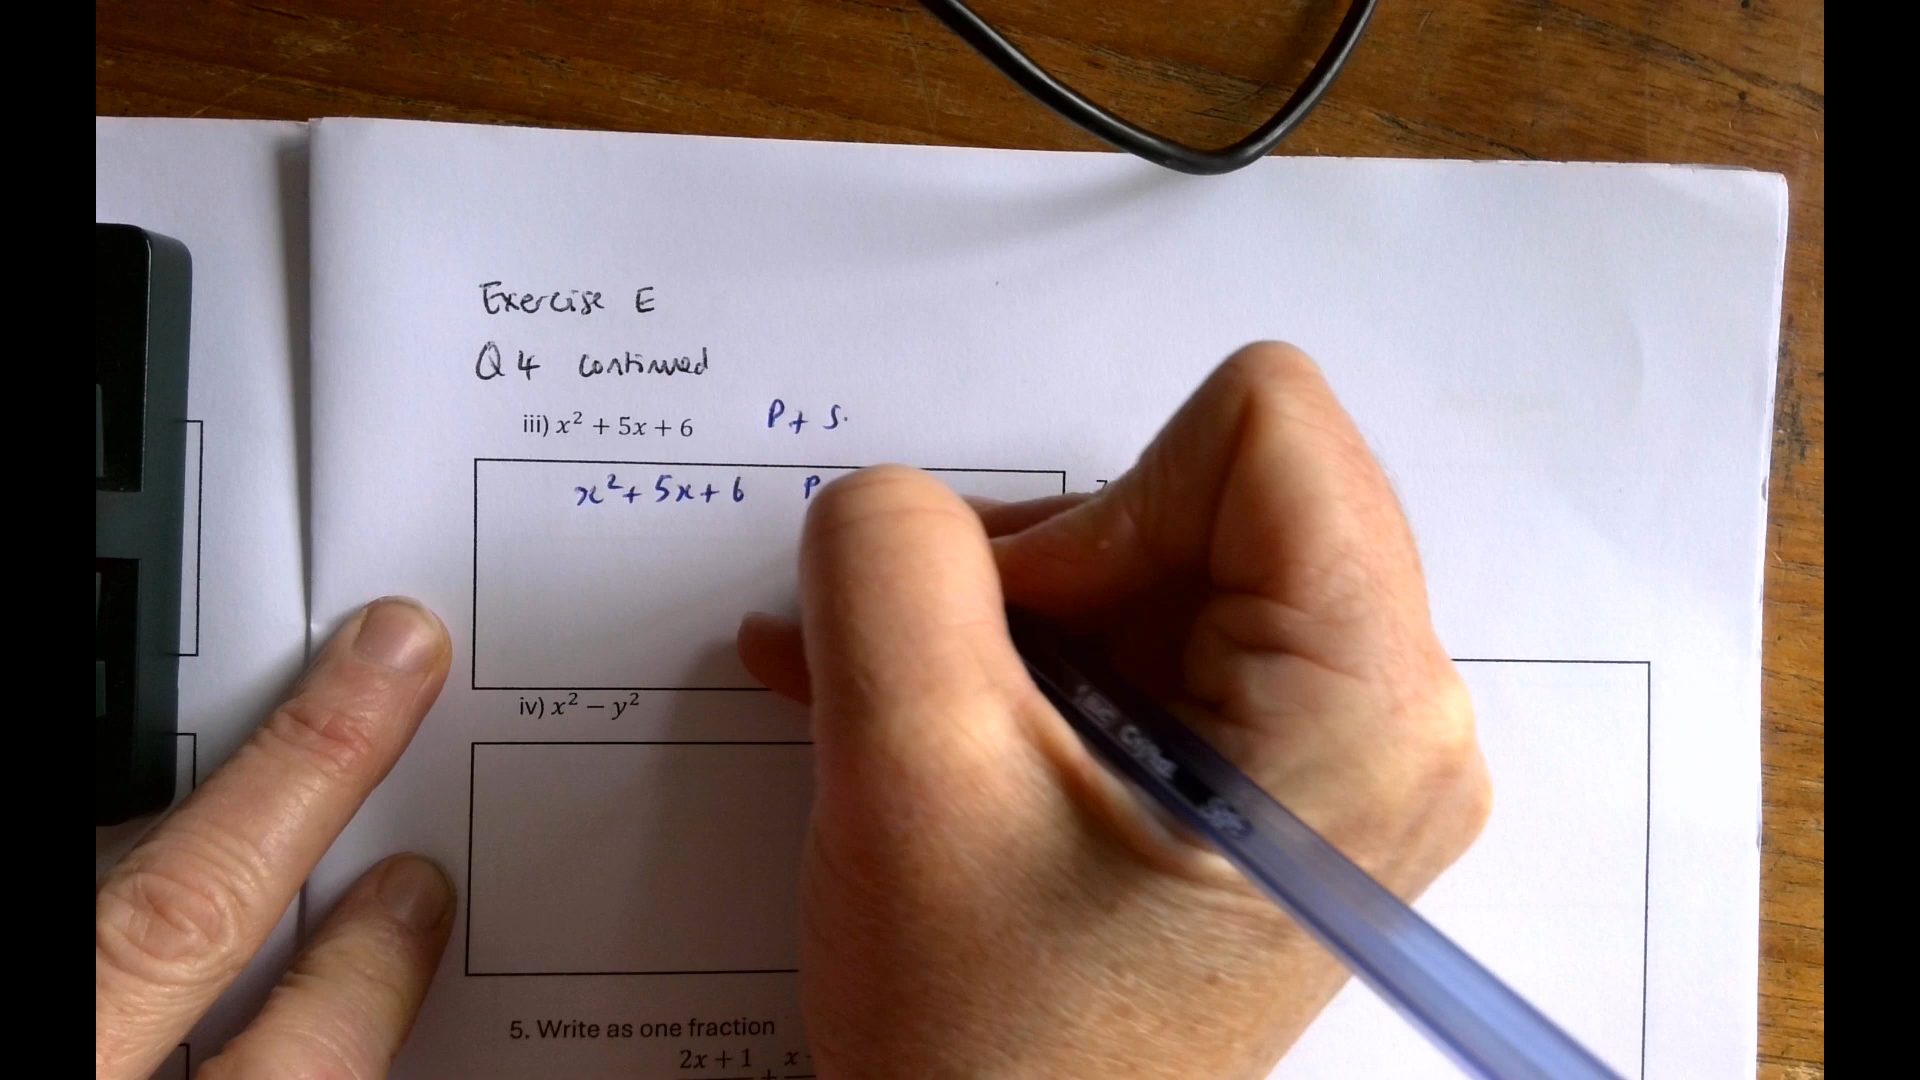 Exercise E
Q4 continued
iii) x² + 5x + 6 P + S.
x² + 5x + 6 P
iv) x² − y²
5. Write as one fraction
2x + 1
+ x